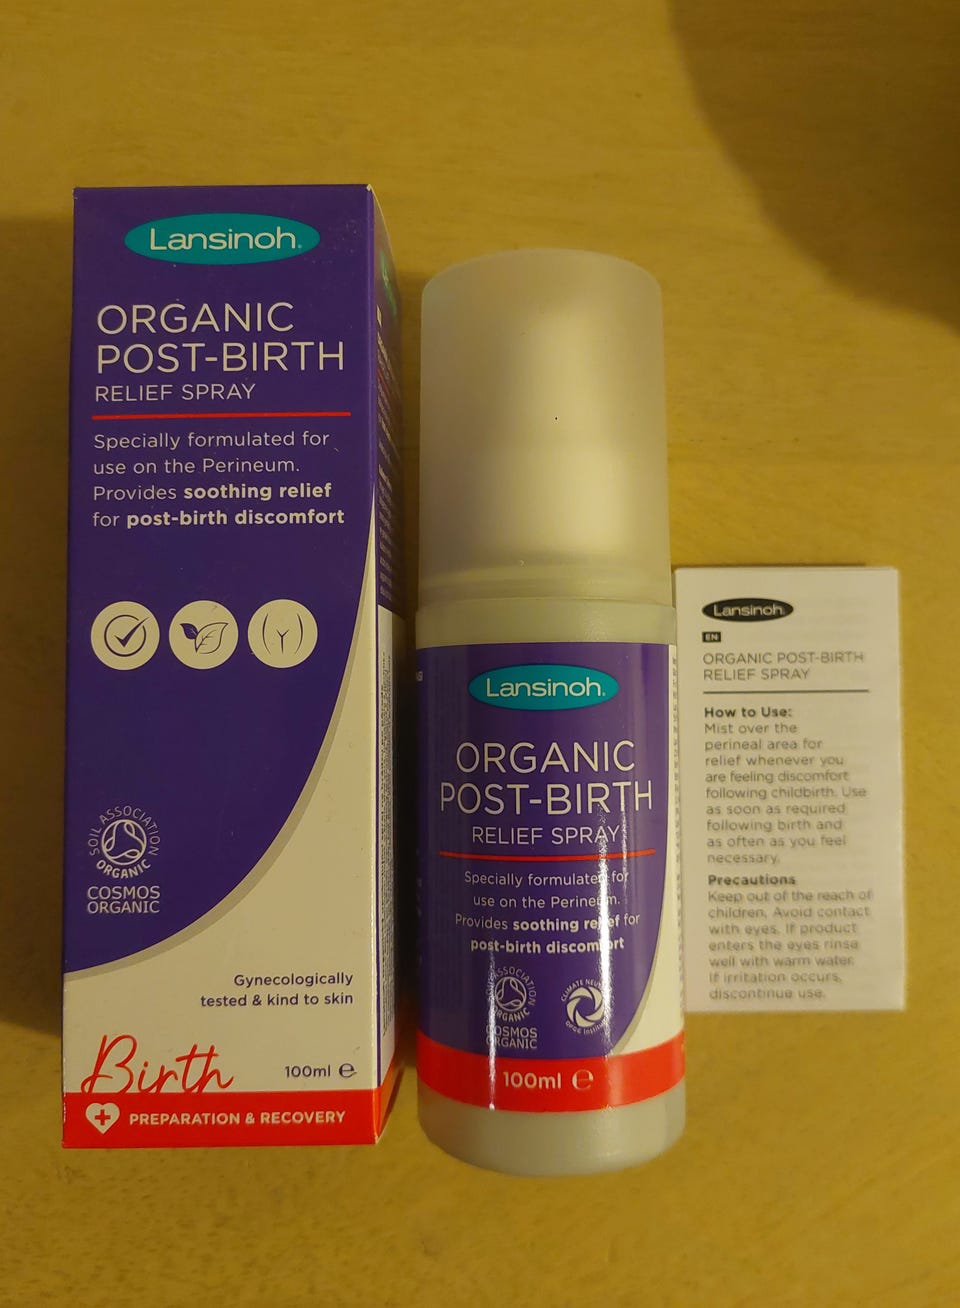 Lansinoh®
ORGANIC
POST-BIRTH
RELIEF SPRAY
Specially formulated for
use on the Perineum.
Provides soothing relief
for post-birth discomfort
SOIL ASSOCIATION
ORGANIC
COSMOS
ORGANIC
Gynecologically
tested & kind to skin
Birth
100ml ℮
PREPARATION & RECOVERY
Lansinoh®
ORGANIC
POST-BIRTH
RELIEF SPRAY
Specially formulated for
use on the Perineum.
Provides soothing relief for
post-birth discomfort
SOIL ASSOCIATION
ORGANIC
COSMOS
ORGANIC
CLIMATE
100ml ℮
Lansinoh®
EN
ORGANIC POST-BIRTH
RELIEF SPRAY
How to Use:
Mist over the
perineal area for
relief whenever you
are feeling discomfort
following childbirth. Use
as soon as required
following birth and
as often as you feel
necessary.
Precautions
Keep out of the reach of
children. Avoid contact
with eyes. If product
enters the eyes rinse
well with warm water.
If irritation occurs,
discontinue use.